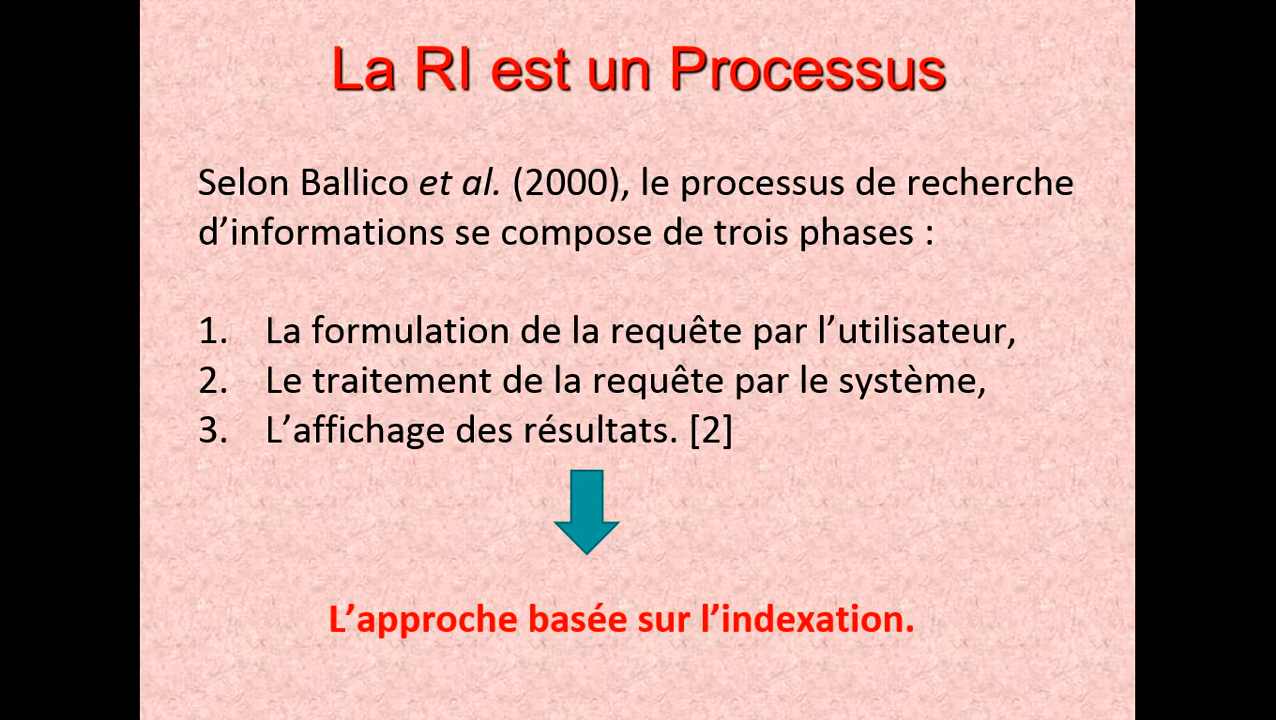 La RI est un Processus
Selon Ballico et al. (2000), le processus de recherche
d’informations se compose de trois phases :
1. La formulation de la requête par l’utilisateur,
2. Le traitement de la requête par le système,
3. L’affichage des résultats. [2]
L’approche basée sur l’indexation.